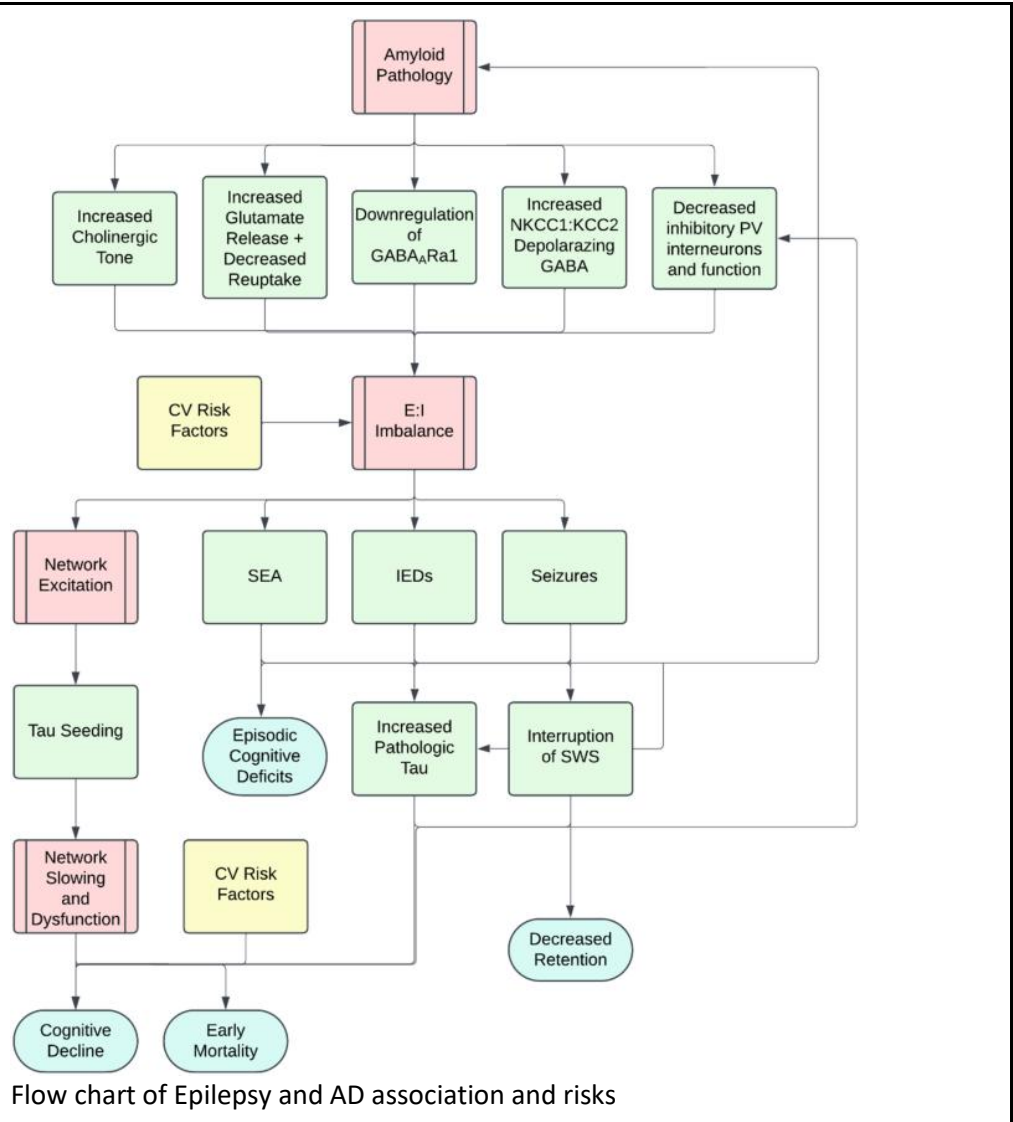 Amyloid
Pathology
Increased
Cholinergic
Tone
Increased
Glutamate
Release +
Decreased
Reuptake
Downregulation
of
GABAARa1
Increased
NKCC1:KCC2
Depolarazing
GABA
Decreased
inhibitory PV
interneurons
and function
CV Risk
Factors
E:I
Imbalance
Network
Excitation
SEA
IEDs
Seizures
Tau Seeding
Episodic
Cognitive
Deficits
Increased
Pathologic
Tau
Interruption
of SWS
Network
Slowing
and
Dysfunction
CV Risk
Factors
Decreased
Retention
Cognitive
Decline
Early
Mortality
Flow chart of Epilepsy and AD association and risks